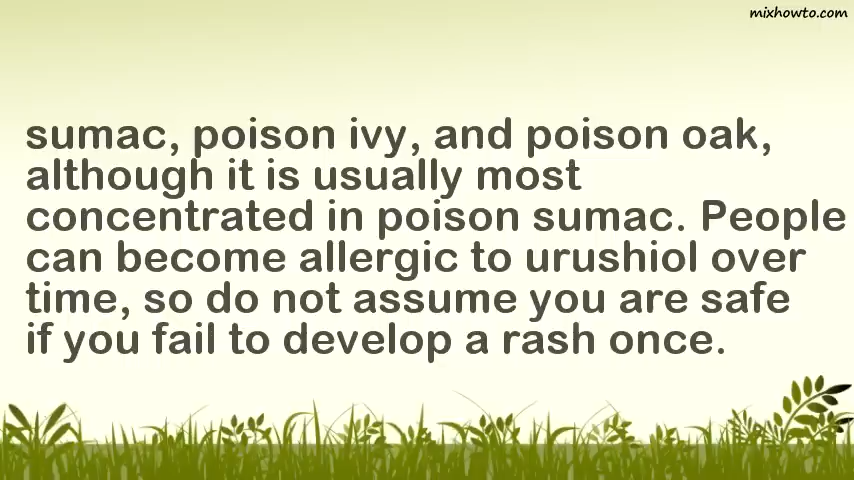 mixhowto.com
sumac, poison ivy, and poison oak,
although it is usually most
concentrated in poison sumac. People
can become allergic to urushiol over
time, so do not assume you are safe
if you fail to develop a rash once.